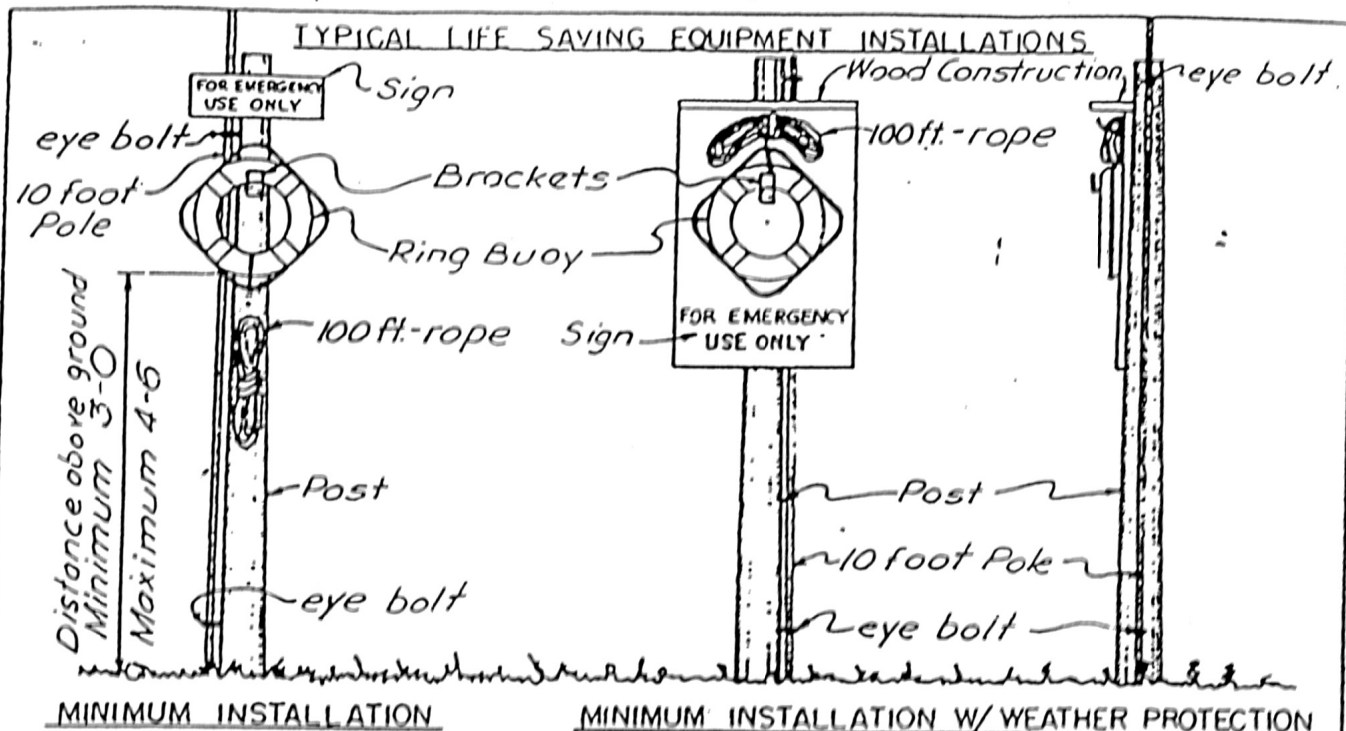 TYPICAL LIFE SAVING EQUIPMENT INSTALLATIONS
FOR EMERGENCY
USE ONLY
Sign
eye bolt
10 foot
Pole
Brackets
Ring Buoy
100 ft.-rope
Distance above ground
Minimum 3-0
Maximum 4-6
Post
eye bolt
MINIMUM INSTALLATION
Wood Construction
eye bolt
100 ft.-rope
FOR EMERGENCY
USE ONLY
Sign
Post
10 foot Pole
eye bolt
MINIMUM INSTALLATION W/ WEATHER PROTECTION